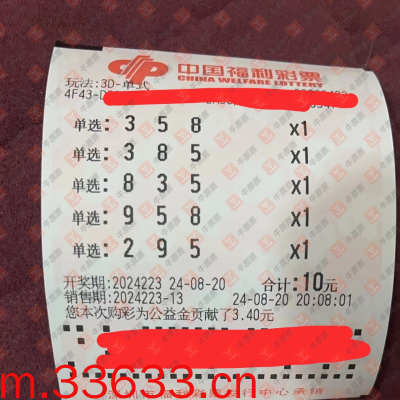 中国福利彩票
CHINA WELFARE LOTTERY
玩法:3D-单式
4F43-D
单选: 3 5 8 x1
单选: 3 8 5 x1
单选: 8 3 5 x1
单选: 9 5 8 x1
单选: 2 9 5 x1
开奖期:2024223 24-08-20 合计:10元
销售期:2024223-13 24-08-20 20:08:01
您本次购彩为公益金贡献了3.40元
m.33633.cn